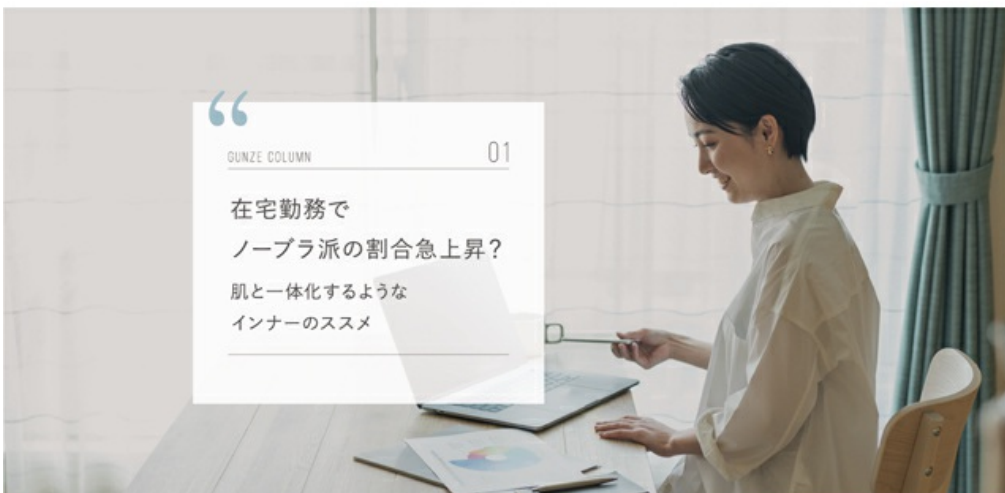 GUNZE COLUMN 01
在宅勤務で
ノーブラ派の割合急上昇?
肌と一体化するような
インナーのススメ